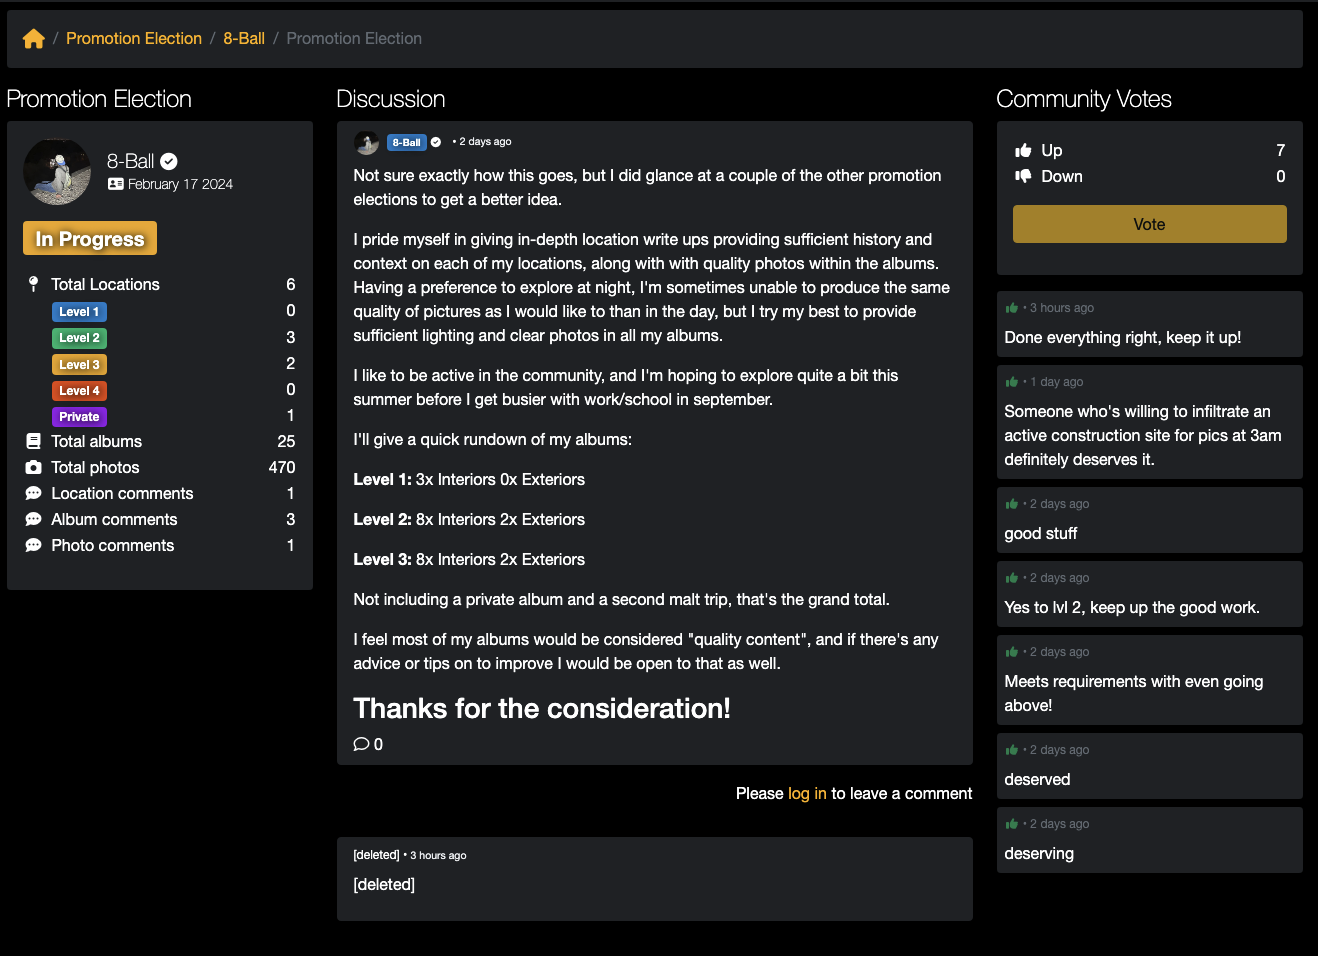 / Promotion Election / 8-Ball / Promotion Election
Promotion Election
8-Ball
February 17 2024
In Progress
Total Locations 6
Level 1 0
Level 2 3
Level 3 2
Level 4 0
Private 1
Total albums 25
Total photos 470
Location comments 1
Album comments 3
Photo comments 1
Discussion
8-Ball • 2 days ago
Not sure exactly how this goes, but I did glance at a couple of the other promotion
elections to get a better idea.
I pride myself in giving in-depth location write ups providing sufficient history and
context on each of my locations, along with with quality photos within the albums.
Having a preference to explore at night, I'm sometimes unable to produce the same
quality of pictures as I would like to than in the day, but I try my best to provide
sufficient lighting and clear photos in all my albums.
I like to be active in the community, and I'm hoping to explore quite a bit this
summer before I get busier with work/school in september.
I'll give a quick rundown of my albums:
Level 1: 3x Interiors 0x Exteriors
Level 2: 8x Interiors 2x Exteriors
Level 3: 8x Interiors 2x Exteriors
Not including a private album and a second malt trip, that's the grand total.
I feel most of my albums would be considered "quality content", and if there's any
advice or tips on to improve I would be open to that as well.
Thanks for the consideration!
0
Please log in to leave a comment
[deleted] • 3 hours ago
[deleted]
Community Votes
Up 7
Down 0
Vote
• 3 hours ago
Done everything right, keep it up!
• 1 day ago
Someone who's willing to infiltrate an
active construction site for pics at 3am
definitely deserves it.
• 2 days ago
good stuff
• 2 days ago
Yes to lvl 2, keep up the good work.
• 2 days ago
Meets requirements with even going
above!
• 2 days ago
deserved
• 2 days ago
deserving